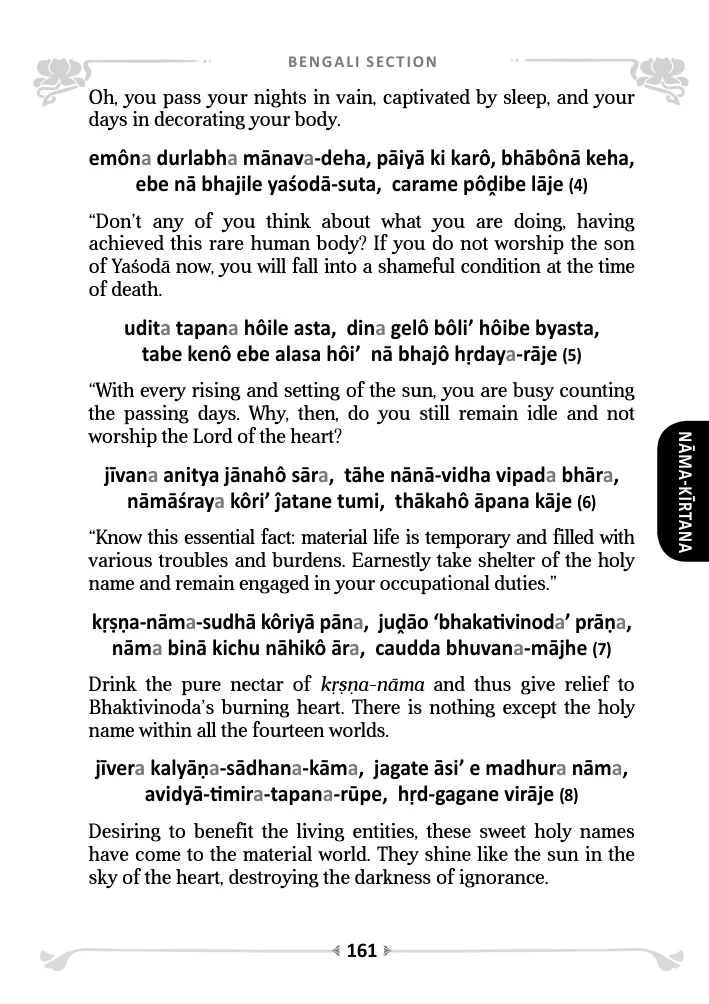 BENGALI SECTION
Oh, you pass your nights in vain, captivated by sleep, and your
days in decorating your body.
emôna durlabha mānava-deha, pāiyā ki karô, bhābônā keha,
ebe nā bhajile yaśodā-suta, carame pôḓibe lāje (4)
“Don’t any of you think about what you are doing, having
achieved this rare human body? If you do not worship the son
of Yaśodā now, you will fall into a shameful condition at the time
of death.
udita tapana hôile asta, dina gelô bôli’ hôibe byasta,
tabe kenô ebe alasa hôi’ nā bhajô hṛdaya-rāje (5)
“With every rising and setting of the sun, you are busy counting
the passing days. Why, then, do you still remain idle and not
worship the Lord of the heart?
jīvana anitya jānahô sāra, tāhe nānā-vidha vipada bhāra,
nāmāśraya kôri’ ĵatane tumi, thākahô āpana kāje (6)
“Know this essential fact: material life is temporary and filled with
various troubles and burdens. Earnestly take shelter of the holy
name and remain engaged in your occupational duties.”
kṛṣṇa-nāma-sudhā kôriyā pāna, juḓāo ‘bhakativinoda’ prāṇa,
nāma binā kichu nāhikô āra, caudda bhuvana-mājhe (7)
Drink the pure nectar of kṛṣṇa-nāma and thus give relief to
Bhaktivinoda’s burning heart. There is nothing except the holy
name within all the fourteen worlds.
jīvera kalyāṇa-sādhana-kāma, jagate āsi’ e madhura nāma,
avidyā-timira-tapana-rūpe, hṛd-gagane virāje (8)
Desiring to benefit the living entities, these sweet holy names
have come to the material world. They shine like the sun in the
sky of the heart, destroying the darkness of ignorance.
NĀMA-KĪRTANA
161